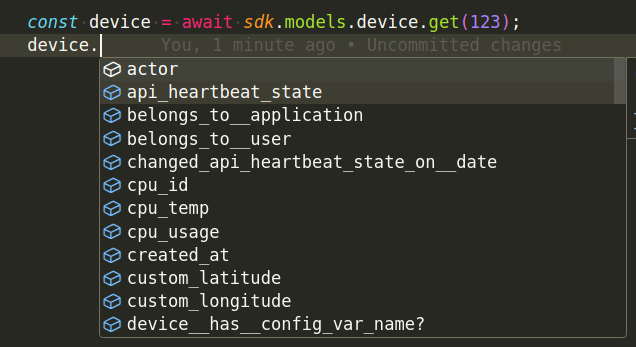 const device = await sdk.models.device.get(123);
device. You, 1 minute ago • Uncommitted changes
actor
api_heartbeat_state
belongs_to__application
belongs_to__user
changed_api_heartbeat_state_on__date
cpu_id
cpu_temp
cpu_usage
created_at
custom_latitude
custom_longitude
device__has__config_var_name?